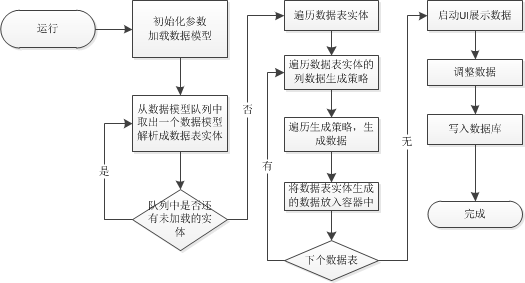 运行
初始化参数
加载数据模型
从数据模型队列中
取出一个数据模型
解析成数据表实体
是
队列中是否还
有未加载的实
体
否
遍历数据表实体
遍历数据表实体的
列数据生成策略
遍历生成策略，生
成数据
有
将数据表实体生成
的数据放入容器中
下个数据表
无
启动UI展示数据
调整数据
写入数据库
完成